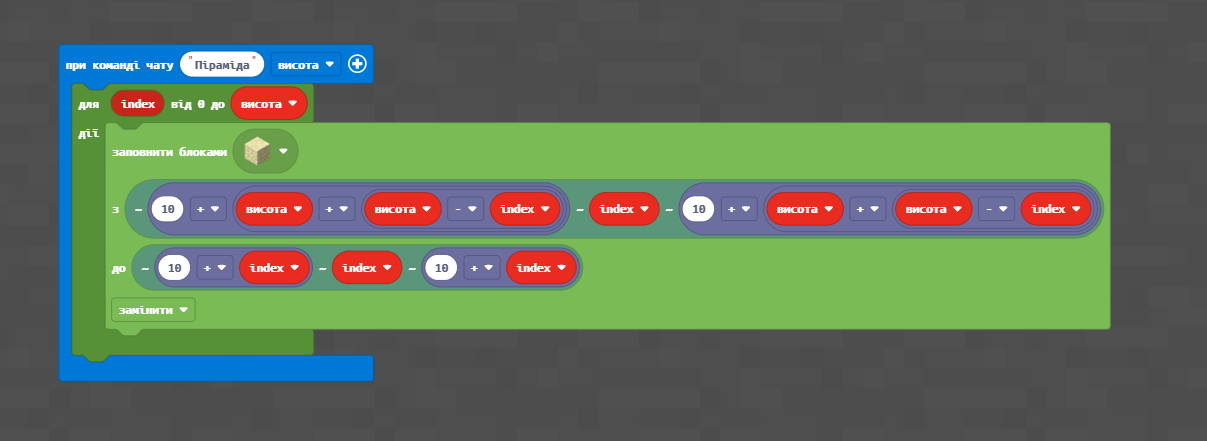 при команді чату "Піраміда" висота
для index від 0 до висота
дії
заповнити блоками
з ~ 10 + висота + висота - index ~ index ~ 10 + висота + висота - index
до ~ 10 + index ~ index ~ 10 + index
замінити